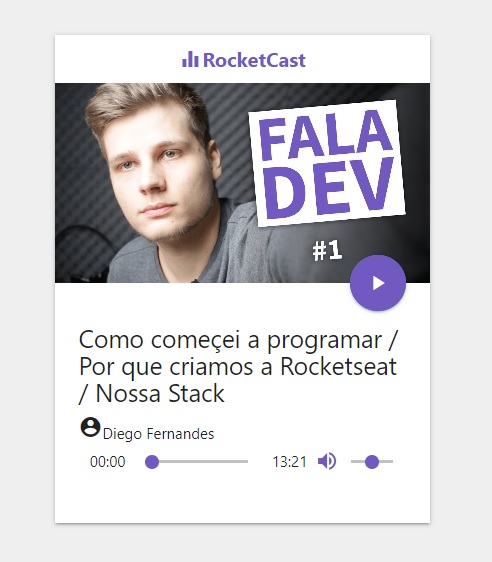 RocketCast
FALA
DEV
#1
Como começei a programar /
Por que criamos a Rocketseat
/ Nossa Stack
Diego Fernandes
00:00 13:21